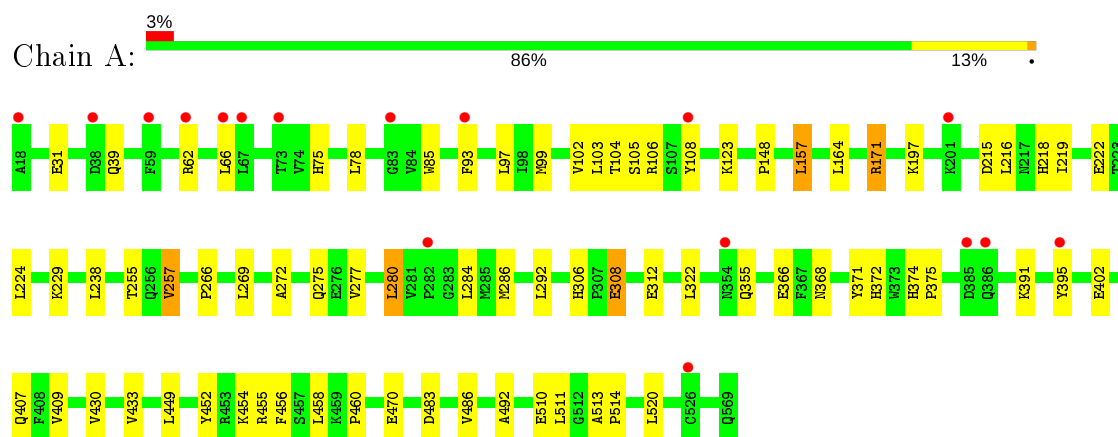 3%
Chain A:
86% 13% •
A18 E31 D38 Q39 F59 R62 L66 L67 T73 V74 H75 L78 G83 V84 W85 F93 L97 I98 M99 V102 L103 T104 S105 R106 S107 Y108 K123 P148 L157 L164 R171 K197 K201 D215 L216 N217 H218 I219 E222 T223
L224 K229 L238 T255 Q256 V257 P266 L269 A272 Q275 E276 V277 L280 V281 P282 G283 L284 M285 M286 L292 H306 P307 E308 E312 L322 N354 Q355 E366 F367 N368 Y371 H372 W373 H374 P375 D385 Q386 K391 Y395 E402
Q407 F408 V409 V430 V433 L449 Y452 R453 K454 R455 F456 S457 L458 K459 P460 E470 D483 V486 A492 E510 L511 G512 A513 P514 L520 C526 Q569